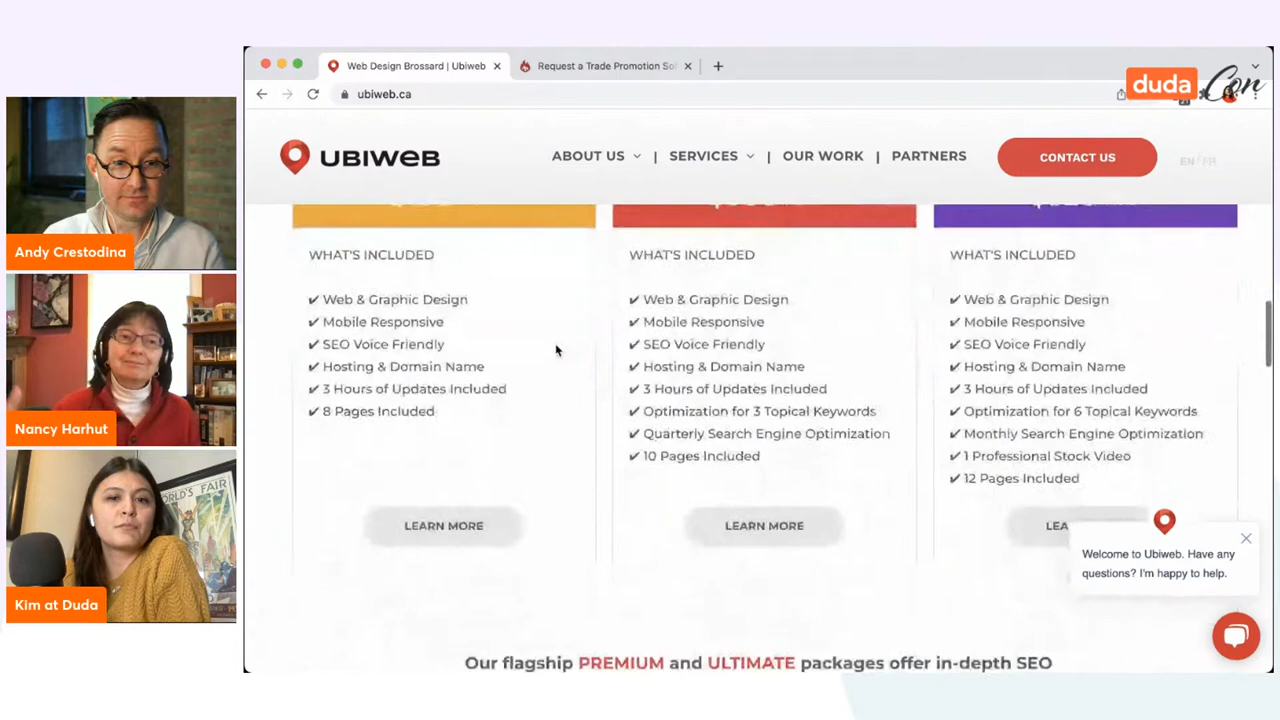 Web Design Brossard | Ubiweb
Request a Trade Promotion Sol
ubiweb.ca
duda Con
UBIWEB
ABOUT US | SERVICES | OUR WORK | PARTNERS
CONTACT US
EN / FR
WHAT'S INCLUDED
✔ Web & Graphic Design
✔ Mobile Responsive
✔ SEO Voice Friendly
✔ Hosting & Domain Name
✔ 3 Hours of Updates Included
✔ 8 Pages Included
LEARN MORE
WHAT'S INCLUDED
✔ Web & Graphic Design
✔ Mobile Responsive
✔ SEO Voice Friendly
✔ Hosting & Domain Name
✔ 3 Hours of Updates Included
✔ Optimization for 3 Topical Keywords
✔ Quarterly Search Engine Optimization
✔ 10 Pages Included
LEARN MORE
WHAT'S INCLUDED
✔ Web & Graphic Design
✔ Mobile Responsive
✔ SEO Voice Friendly
✔ Hosting & Domain Name
✔ 3 Hours of Updates Included
✔ Optimization for 6 Topical Keywords
✔ Monthly Search Engine Optimization
✔ 1 Professional Stock Video
✔ 12 Pages Included
LEA
Welcome to Ubiweb. Have any
questions? I'm happy to help.
Our flagship PREMIUM and ULTIMATE packages offer in-depth SEO
Andy Crestodina
Nancy Harhut
WORLD'S FAIR
Kim at Duda